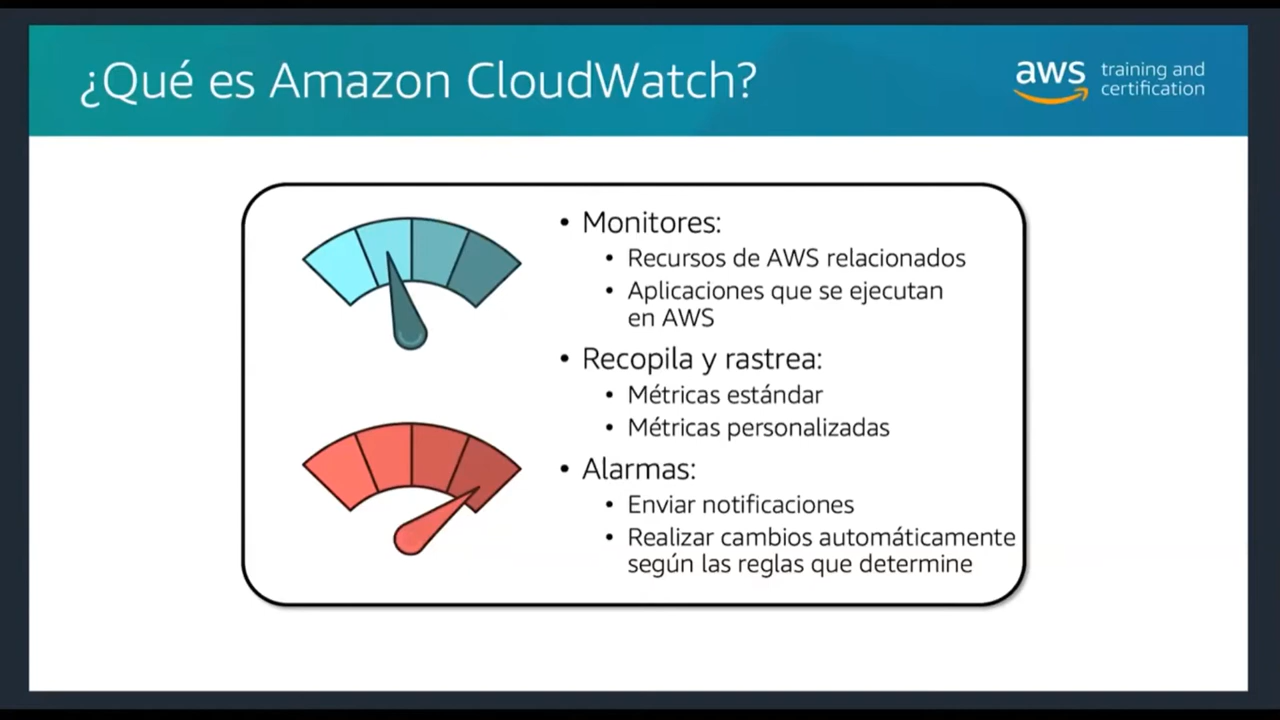 ¿Qué es Amazon CloudWatch?
aws training and
certification
• Monitores:
• Recursos de AWS relacionados
• Aplicaciones que se ejecutan
en AWS
• Recopila y rastrea:
• Métricas estándar
• Métricas personalizadas
• Alarmas:
• Enviar notificaciones
• Realizar cambios automáticamente
según las reglas que determine